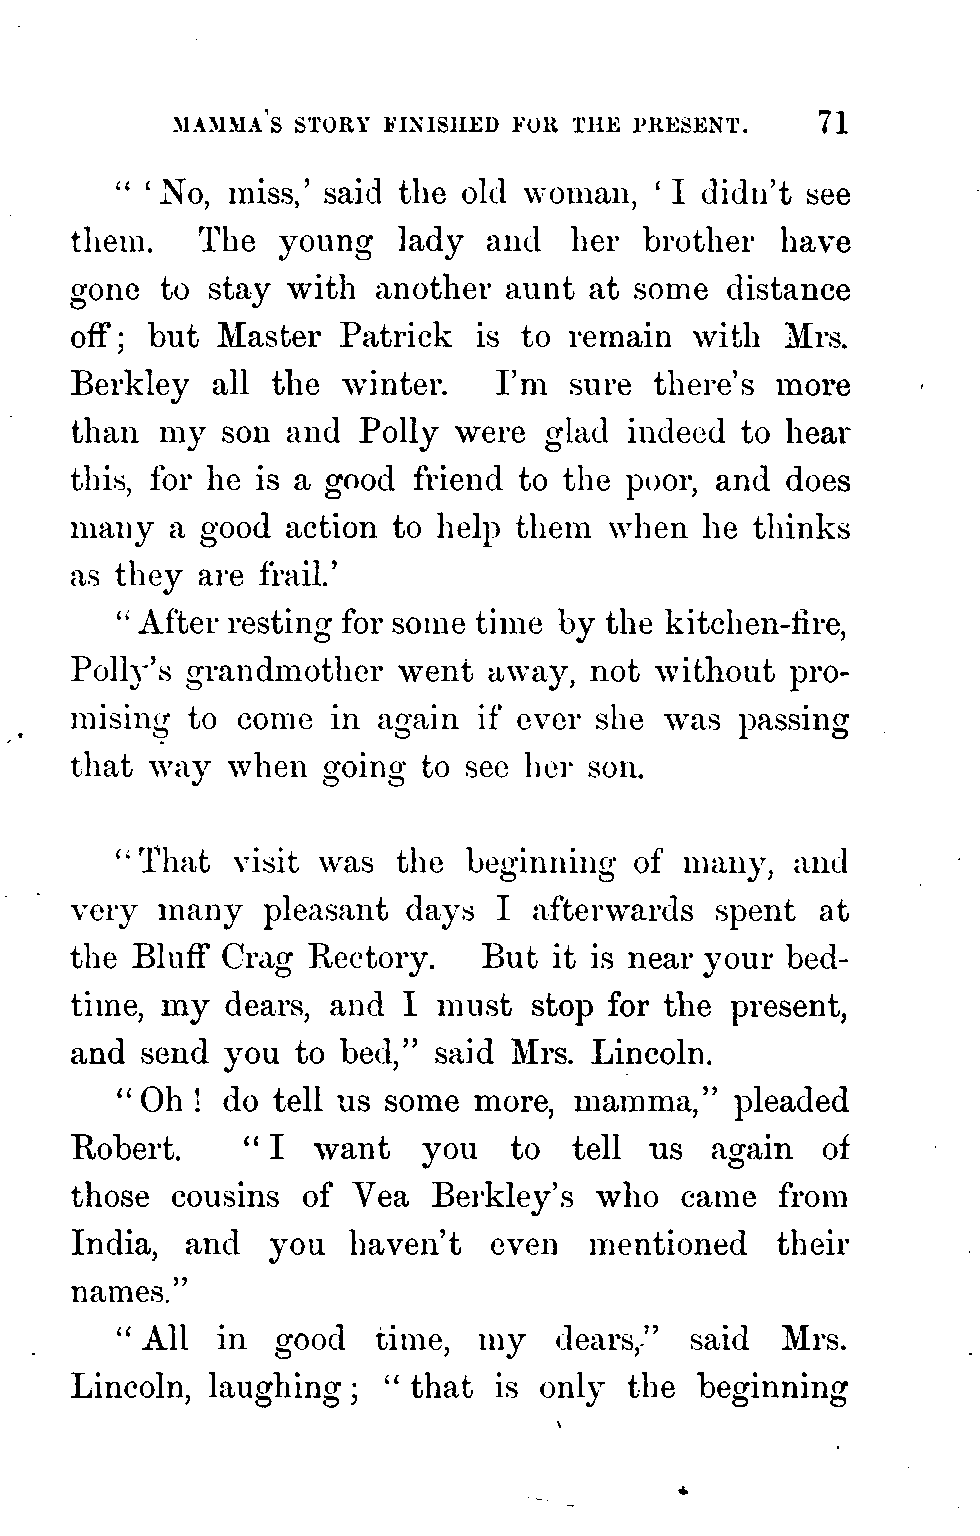 MAMMA'S STORY FINISHED FOR THE PRESENT. 71
" ' No, miss,' said the old woman, ' I didn't see
them. The young lady and her brother have
gone to stay with another aunt at some distance
off; but Master Patrick is to remain with Mrs.
Berkley all the winter. I'm sure there's more
than my son and Polly were glad indeed to hear
this, for he is a good friend to the poor, and does
many a good action to help them when he thinks
as they are frail.'
" After resting for some time by the kitchen-fire,
Polly's grandmother went away, not without pro-
mising to come in again if ever she was passing
that way when going to see her son.
" That visit was the beginning of many, and
very many pleasant days I afterwards spent at
the Bluff Crag Rectory. But it is near your bed-
time, my dears, and I must stop for the present,
and send you to bed," said Mrs. Lincoln.
" Oh ! do tell us some more, mamma," pleaded
Robert. " I want you to tell us again of
those cousins of Vea Berkley's who came from
India, and you haven't even mentioned their
names."
" All in good time, my dears," said Mrs.
Lincoln, laughing ; " that is only the beginning